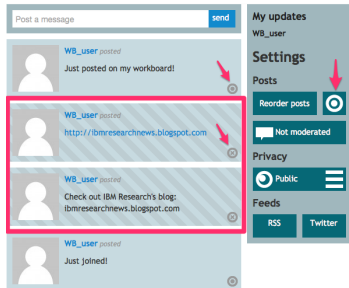 Post a message
send
WB_user posted
Just posted on my workboard!
WB_user posted
http://ibmresearchnews.blogspot.com
WB_user posted
Check out IBM Research's blog:
ibmresearchnews.blogspot.com
WB_user posted
Just joined!
My updates
WB_user
Settings
Posts
Reorder posts
Not moderated
Privacy
Public
Feeds
RSS
Twitter